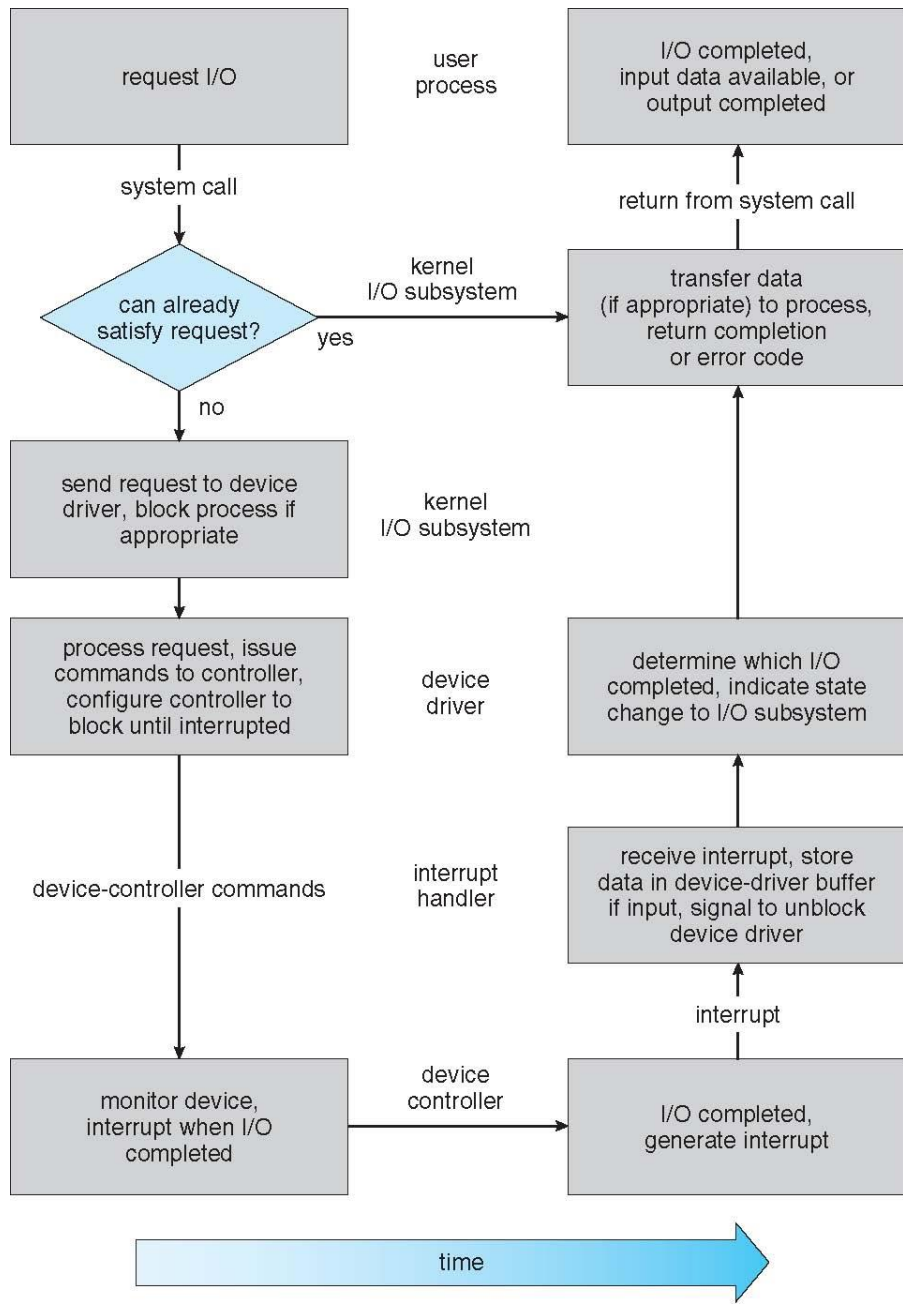 request I/O
user
process
I/O completed,
input data available, or
output completed
system call
return from system call
can already
satisfy request?
kernel
I/O subsystem
yes
transfer data
(if appropriate) to process,
return completion
or error code
no
send request to device
driver, block process if
appropriate
kernel
I/O subsystem
process request, issue
commands to controller,
configure controller to
block until interrupted
device
driver
determine which I/O
completed, indicate state
change to I/O subsystem
device-controller commands
interrupt
handler
receive interrupt, store
data in device-driver buffer
if input, signal to unblock
device driver
interrupt
monitor device,
interrupt when I/O
completed
device
controller
I/O completed,
generate interrupt
time